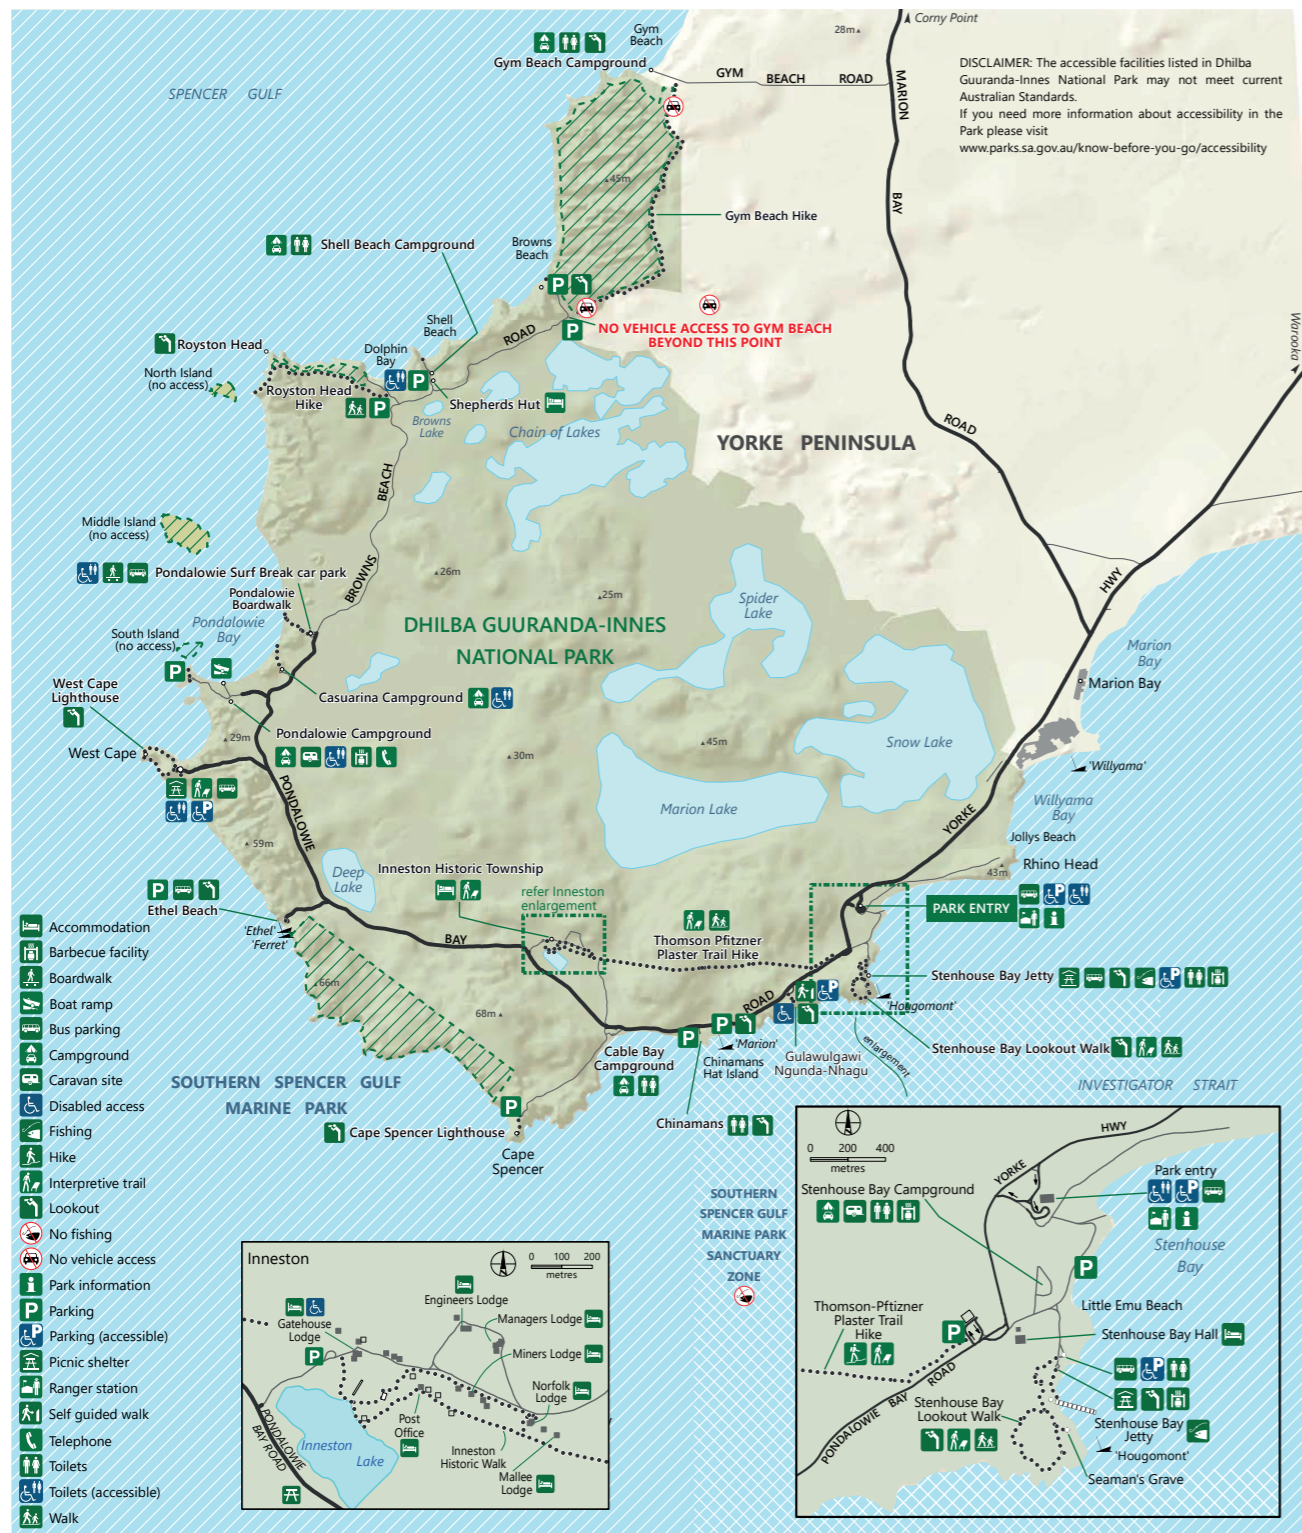 Corny Point
Gym
Beach
28m
Gym Beach Campground
GYM BEACH ROAD
DISCLAIMER: The accessible facilities listed in Dhilba
Guuranda-Innes National Park may not meet current
Australian Standards.
If you need more information about accessibility in the
Park please visit
www.parks.sa.gov.au/know-before-you-go/accessibility
SPENCER GULF
MARION
BAY
ROAD
45m
Gym Beach Hike
Shell Beach Campground
Browns
Beach
P
P
NO VEHICLE ACCESS TO GYM BEACH
BEYOND THIS POINT
Warooka
Shell
Beach
ROAD
Royston Head
Dolphin
Bay
P
North Island
(no access)
Royston Head
Hike
P
Shepherds Hut
Browns
Lake
Chain of Lakes
YORKE PENINSULA
BEACH
BROWNS
Middle Island
(no access)
Pondalowie Surf Break car park
Pondalowie
Boardwalk
26m
25m
Spider
Lake
HWY
South Island
(no access)
Pondalowie
Bay
DHILBA GUURANDA-INNES
NATIONAL PARK
P
Marion
Bay
Marion Bay
West Cape
Lighthouse
Casuarina Campground
Pondalowie Campground
29m
West Cape
30m
45m
Snow Lake
'Willyama'
PONDALOWIE
Marion Lake
Willyama
Bay
YORKE
Jollys Beach
59m
Rhino Head
43m
Deep
Lake
Inneston Historic Township
refer Inneston
enlargement
P
Ethel Beach
PARK ENTRY
P
'Ethel'
'Ferret'
BAY
Thomson Pfitzner
Plaster Trail Hike
Stenhouse Bay Jetty
P
66m
68m
ROAD
P
'Hougomont'
P
P
'Marion'
Chinamans
Hat Island
Gulawulgawi
Ngunda-Nhagu
enlargement
Stenhouse Bay Lookout Walk
Cable Bay
Campground
SOUTHERN SPENCER GULF
MARINE PARK
INVESTIGATOR STRAIT
P
Cape Spencer Lighthouse
Chinamans
Cape
Spencer
SOUTHERN
SPENCER GULF
MARINE PARK
SANCTUARY
ZONE
Accommodation
Barbecue facility
Boardwalk
Boat ramp
Bus parking
Campground
Caravan site
Disabled access
Fishing
Hike
Interpretive trail
Lookout
No fishing
No vehicle access
i Park information
P Parking
P Parking (accessible)
Picnic shelter
Ranger station
Self guided walk
Telephone
Toilets
Toilets (accessible)
Walk
Inneston
0 100 200
metres
Engineers Lodge
Gatehouse
Lodge
Managers Lodge
P
Miners Lodge
Norfolk
Lodge
Post
Office
Inneston
Lake
Inneston
Historic Walk
Mallee
Lodge
PONDALOWIE
BAY ROAD
0 200 400
metres
HWY
YORKE
Park entry
P
i
Stenhouse Bay Campground
Stenhouse
Bay
P
Little Emu Beach
Thomson-Pftizner
Plaster Trail
Hike
P
Stenhouse Bay Hall
P
PONDALOWIE BAY ROAD
Stenhouse Bay
Lookout Walk
Stenhouse Bay
Jetty
'Hougomont'
Seaman's Grave